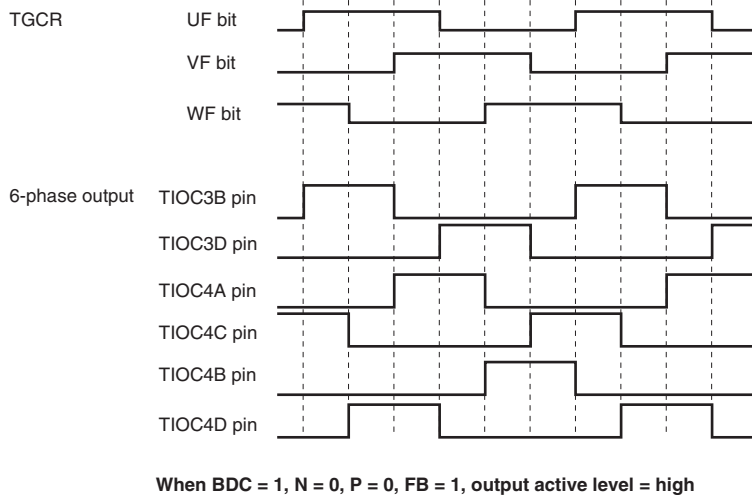 TGCR UF bit
VF bit
WF bit
6-phase output TIOC3B pin
TIOC3D pin
TIOC4A pin
TIOC4C pin
TIOC4B pin
TIOC4D pin
When BDC = 1, N = 0, P = 0, FB = 1, output active level = high